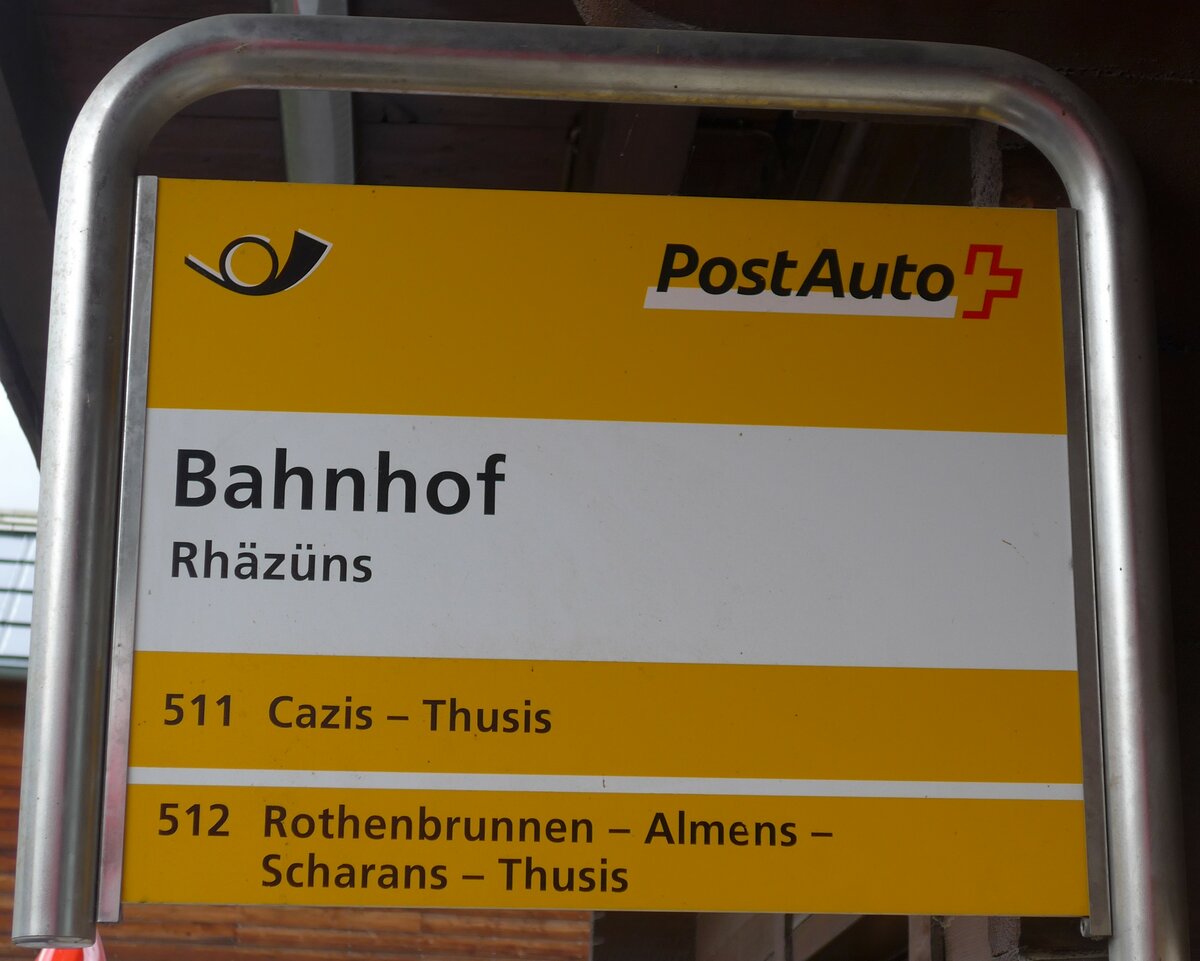 PostAuto
Bahnhof
Rhäzüns
511 Cazis – Thusis
512 Rothenbrunnen – Almens –
Scharans – Thusis